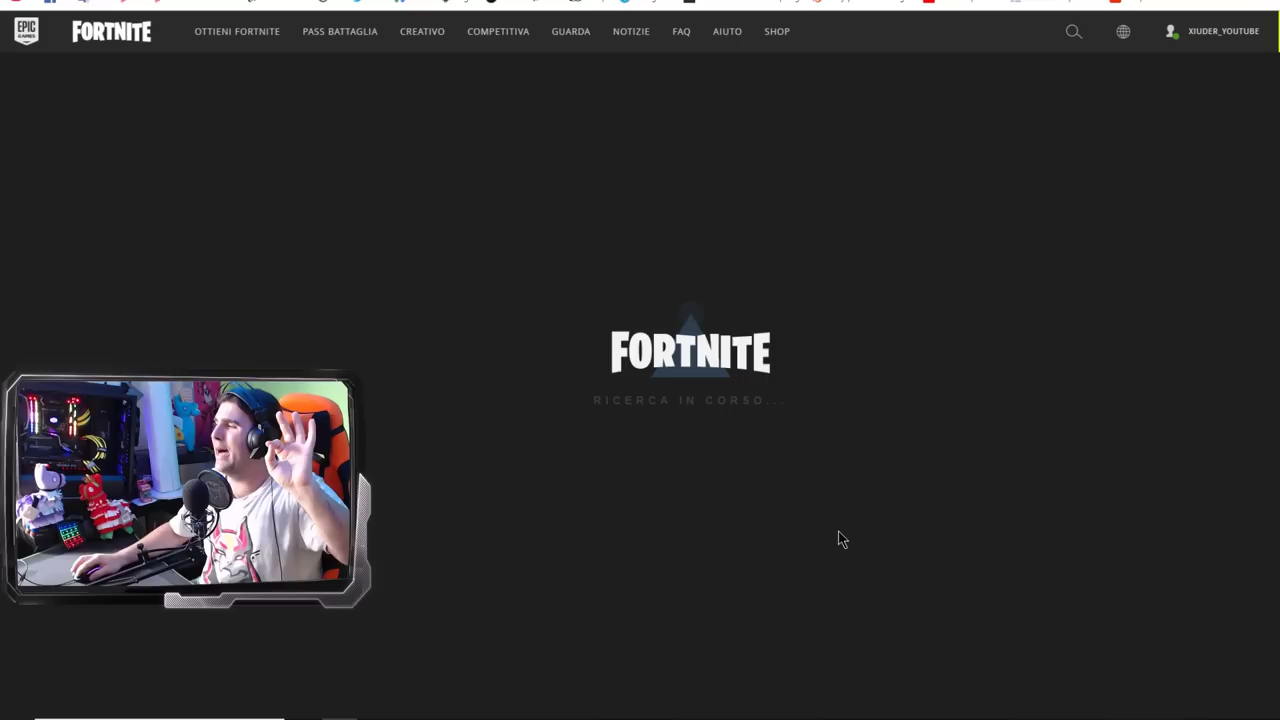 EPIC GAMES FORTNITE OTTIENI FORTNITE PASS BATTAGLIA CREATIVO COMPETITIVA GUARDA NOTIZIE FAQ AIUTO SHOP XIUDER_YOUTUBE
FORTNITE
RICERCA IN CORSO...